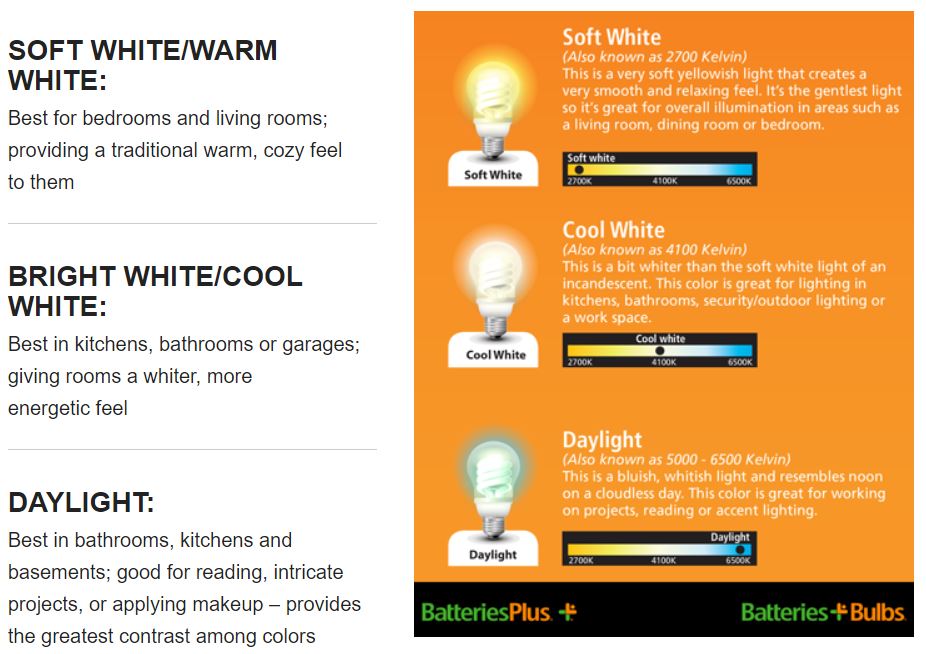 SOFT WHITE/WARM
WHITE:
Best for bedrooms and living rooms;
providing a traditional warm, cozy feel
to them
BRIGHT WHITE/COOL
WHITE:
Best in kitchens, bathrooms or garages;
giving rooms a whiter, more
energetic feel
DAYLIGHT:
Best in bathrooms, kitchens and
basements; good for reading, intricate
projects, or applying makeup – provides
the greatest contrast among colors
Soft White
(Also known as 2700 Kelvin)
This is a very soft yellowish light that creates a
very smooth and relaxing feel. It's the gentlest light
so it's great for overall illumination in areas such as
a living room, dining room or bedroom.
Soft White
Soft white
2700K 4100K 6500K
Cool White
(Also known as 4100 Kelvin)
This is a bit whiter than the soft white light of an
incandescent. This color is great for lighting in
kitchens, bathrooms, security/outdoor lighting or
a work space.
Cool White
Cool white
2700K 4100K 6500K
Daylight
(Also known as 5000 - 6500 Kelvin)
This is a bluish, whitish light and resembles noon
on a cloudless day. This color is great for working
on projects, reading or accent lighting.
Daylight
Daylight
2700K 4100K 6500K
BatteriesPlus+
Batteries+Bulbs